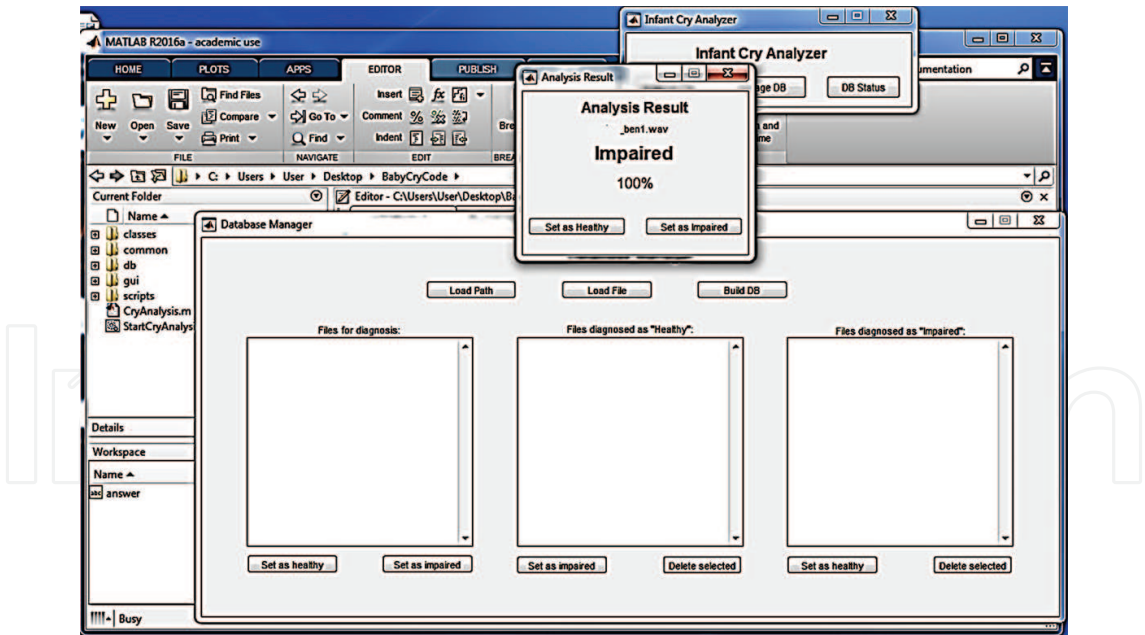 Infant Cry Analyzer
MATLAB R2016a - academic use
Infant Cry Analyzer
HOME PLOTS APPS EDITOR PUBLISH
Analysis Result
DB
DB Status
Find Files
Insert fx
Analysis Result
New Open Save
Compare
Go To
Comment
_ben1.wav
and
Print
Find
Indent
Impaired
FILE NAVIGATE EDIT
100%
C: Users User Desktop BabyCryCode
Current Folder
Editor - C:\Users\User\Desktop\
Set as Healthy Set as Impaired
Name
Database Manager
classes
common
db
gui
scripts
CryAnalysis.m
Load Path Load File Build DB
Files for diagnosis: Files diagnosed as "Healthy": Files diagnosed as "Impaired":
Details
Workspace
Name
abc answer
Set as healthy Set as impaired Set as impaired Delete selected Set as healthy Delete selected
Busy